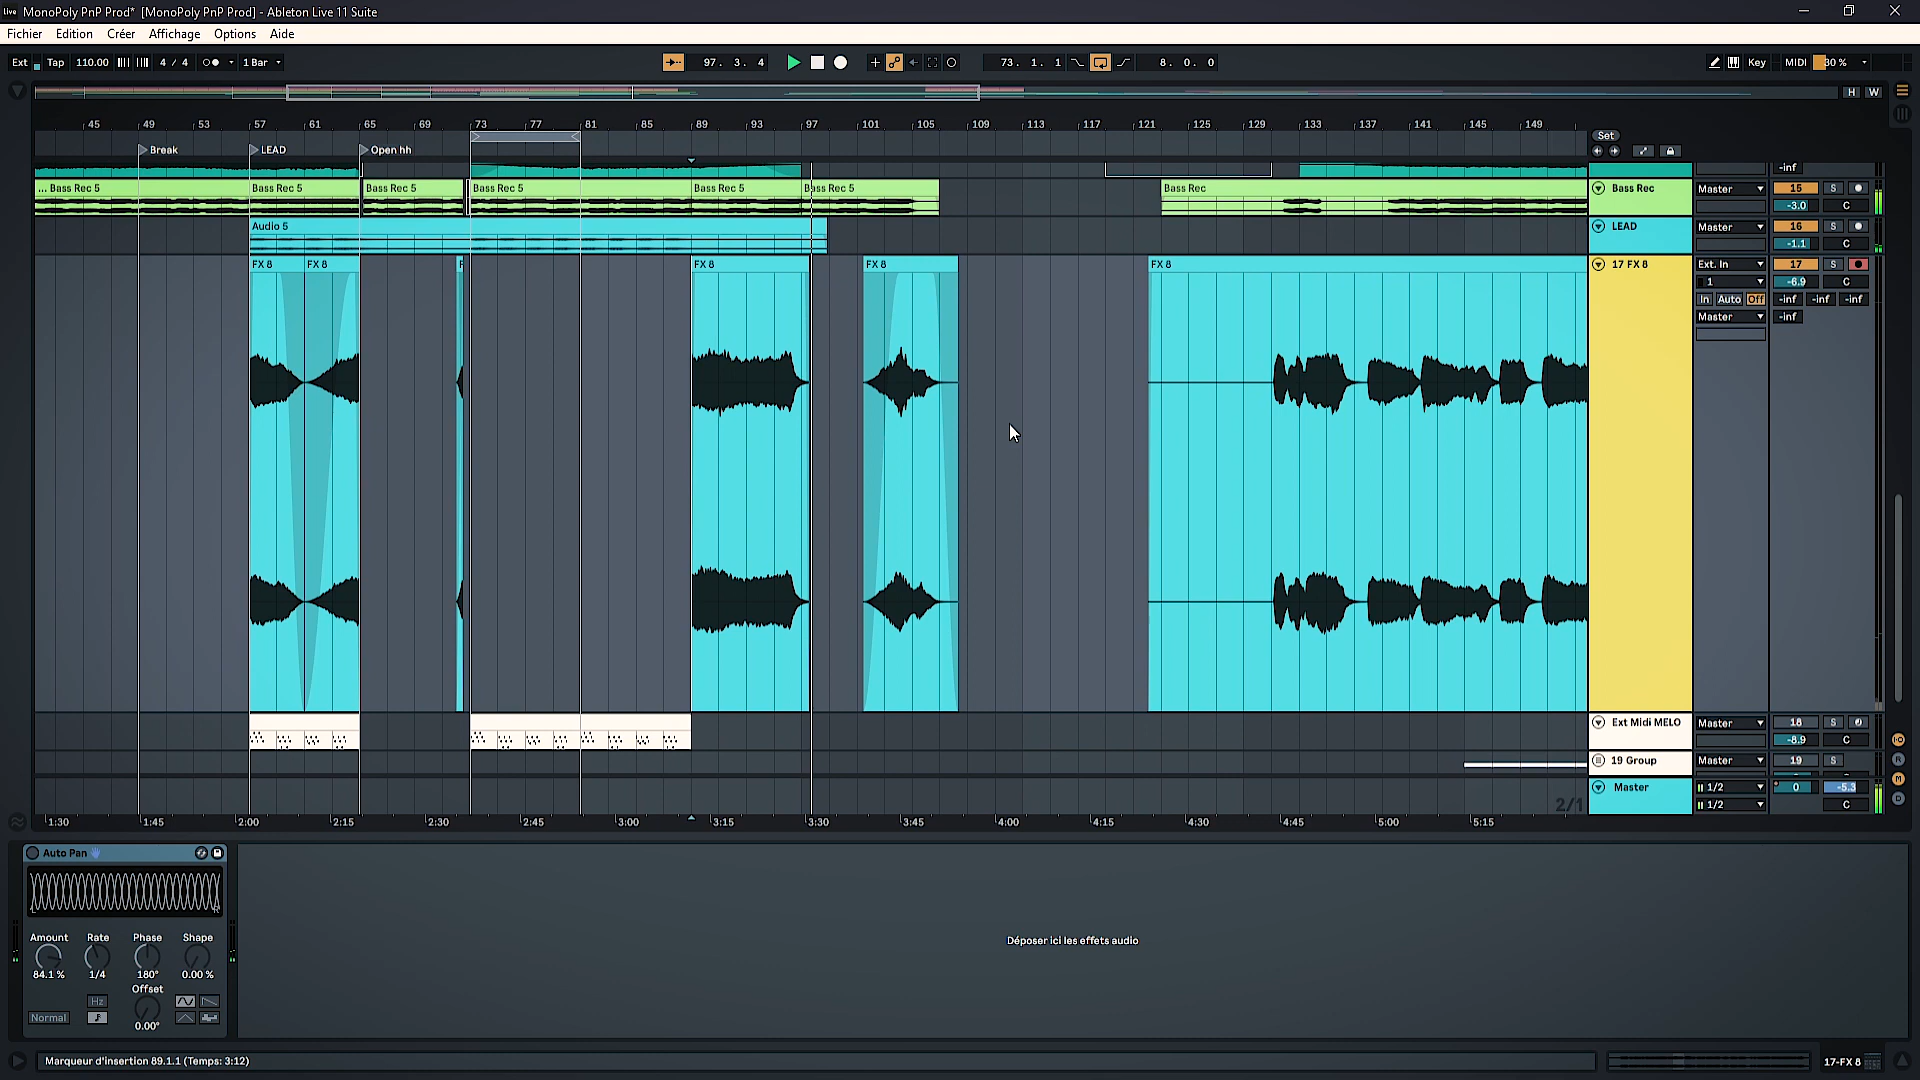 live MonoPoly PnP Prod* [MonoPoly PnP Prod] - Ableton Live 11 Suite
Fichier Edition Créer Affichage Options Aide
Ext Tap 110.00 4 / 4 1 Bar 97. 3. 4 73. 1. 1 8. 0. 0 Key MIDI 30 %
H W
45 49 53 57 61 65 69 73 77 81 85 89 93 97 101 105 109 113 117 121 125 129 133 137 141 145 149 Set
Break LEAD Open hh
-inf
... Bass Rec 5 Bass Rec 5 Bass Rec 5 Bass Rec 5 Bass Rec 5 Bass Rec 5 Bass Rec Bass Rec Master 15 S
-3.0 C
Audio 5 LEAD Master 16 S
-1.1 C
FX 8 FX 8 F FX 8 FX 8 FX 8 17 FX 8 Ext. In 17 S
1 -6.9 C
In Auto Off -inf -inf -inf
Master -inf
Ext Midi MELO Master 18 S
-8.9 C
19 Group Master 19 S
Master 1/2 0 -5.3
2/1 1/2 C
1:30 1:45 2:00 2:15 2:30 2:45 3:00 3:15 3:30 3:45 4:00 4:15 4:30 4:45 5:00 5:15
Auto Pan
L R
Amount Rate Phase Shape
84.1 % 1/4 180° 0.00 %
Offset
Hz
Normal
0.00°
Déposer ici les effets audio
Marqueur d'insertion 89.1.1 (Temps: 3:12) 17-FX 8